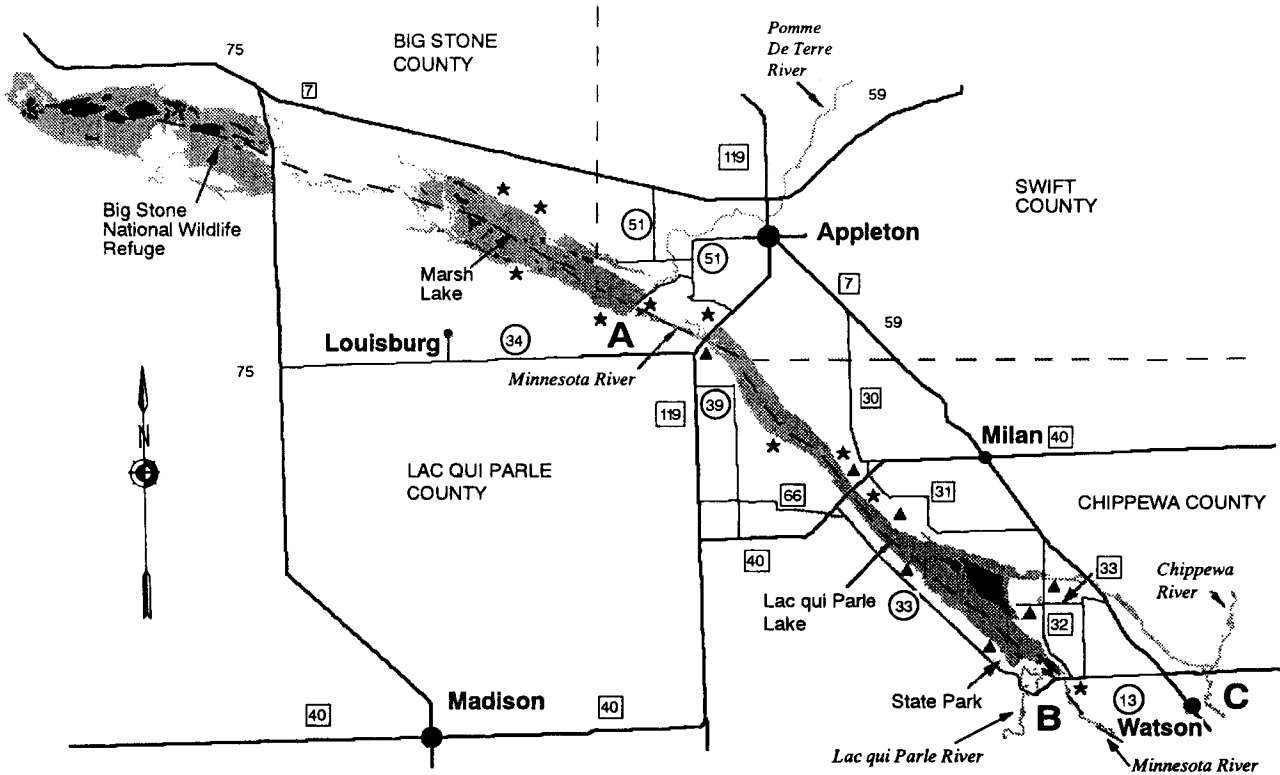 Pomme
De Terre
River
75
BIG STONE
COUNTY
7
59
119
SWIFT
COUNTY
Big Stone
National Wildlife
Refuge
51
Appleton
51
Marsh
Lake
7
59
A
Louisburg
34
Minnesota River
75
39
30
119
N
Milan
40
LAC QUI PARLE
COUNTY
66
31
CHIPPEWA COUNTY
40
33
Chippewa
River
Lac qui Parle
Lake
33
32
State Park
B
13
C
Madison
40
40
Watson
Lac qui Parle River
Minnesota River